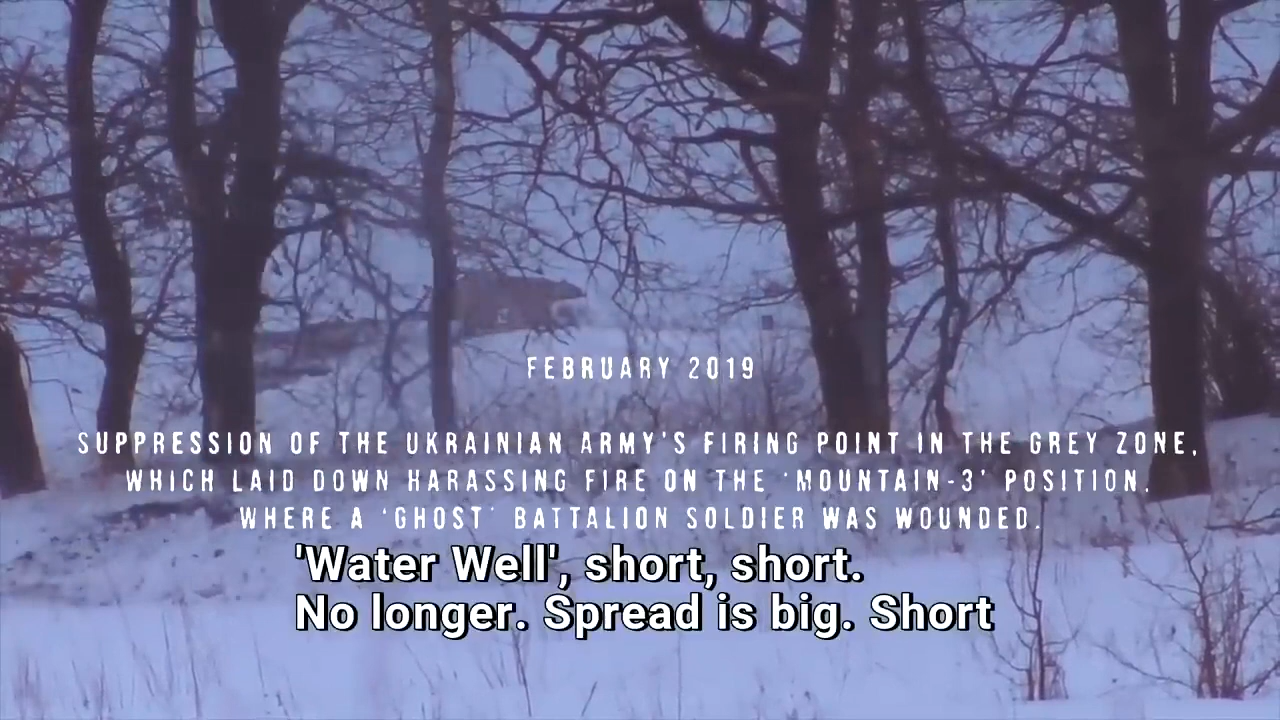 FEBRUARY 2019
SUPPRESSION OF THE UKRAINIAN ARMY'S FIRING POINT IN THE GREY ZONE,
WHICH LAID DOWN HARASSING FIRE ON THE 'MOUNTAIN-3' POSITION,
WHERE A 'GHOST' BATTALION SOLDIER WAS WOUNDED.
'Water Well', short, short.
No longer. Spread is big. Short